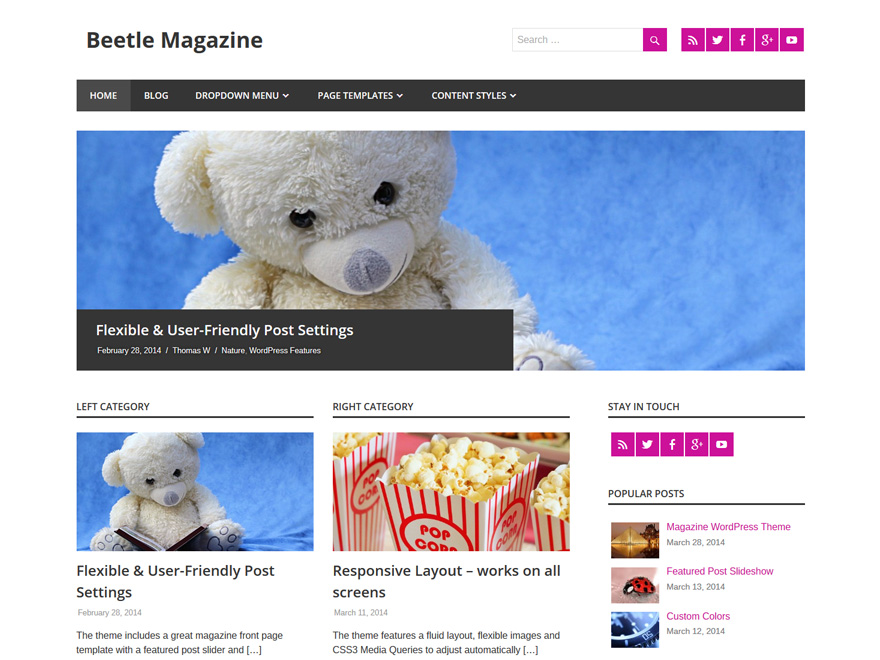 Beetle Magazine
Search …
HOME BLOG DROPDOWN MENU PAGE TEMPLATES CONTENT STYLES
Flexible & User-Friendly Post Settings
February 28, 2014 / Thomas W / Nature, WordPress Features
LEFT CATEGORY
Flexible & User-Friendly Post
Settings
February 28, 2014
The theme includes a great magazine front page
template with a featured post slider and […]
RIGHT CATEGORY
POP CORN
POP
CORN
Responsive Layout – works on all
screens
March 11, 2014
The theme features a fluid layout, flexible images and
CSS3 Media Queries to adjust automatically […]
STAY IN TOUCH
POPULAR POSTS
Magazine WordPress Theme
March 28, 2014
Featured Post Slideshow
March 13, 2014
Custom Colors
March 12, 2014